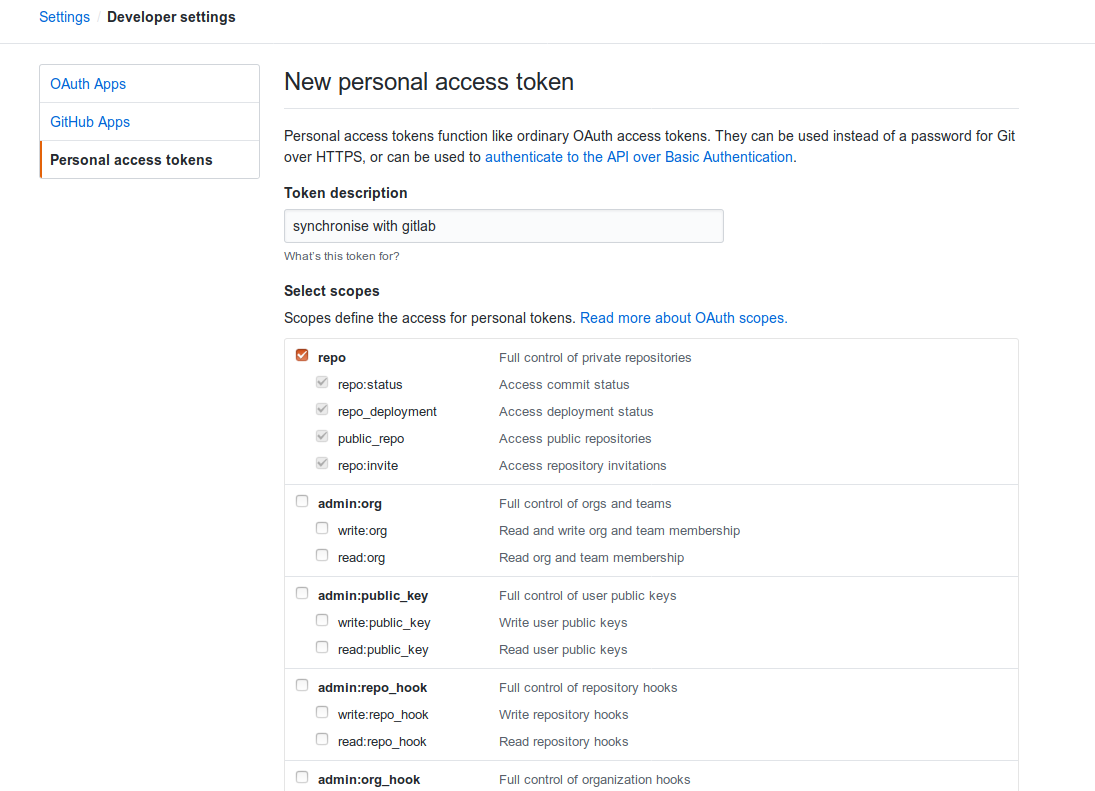 Settings / Developer settings
OAuth Apps
GitHub Apps
Personal access tokens
New personal access token
Personal access tokens function like ordinary OAuth access tokens. They can be used instead of a password for Git
over HTTPS, or can be used to authenticate to the API over Basic Authentication.
Token description
synchronise with gitlab
What's this token for?
Select scopes
Scopes define the access for personal tokens. Read more about OAuth scopes.
repo Full control of private repositories
repo:status Access commit status
repo_deployment Access deployment status
public_repo Access public repositories
repo:invite Access repository invitations
admin:org Full control of orgs and teams
write:org Read and write org and team membership
read:org Read org and team membership
admin:public_key Full control of user public keys
write:public_key Write user public keys
read:public_key Read user public keys
admin:repo_hook Full control of repository hooks
write:repo_hook Write repository hooks
read:repo_hook Read repository hooks
admin:org_hook Full control of organization hooks